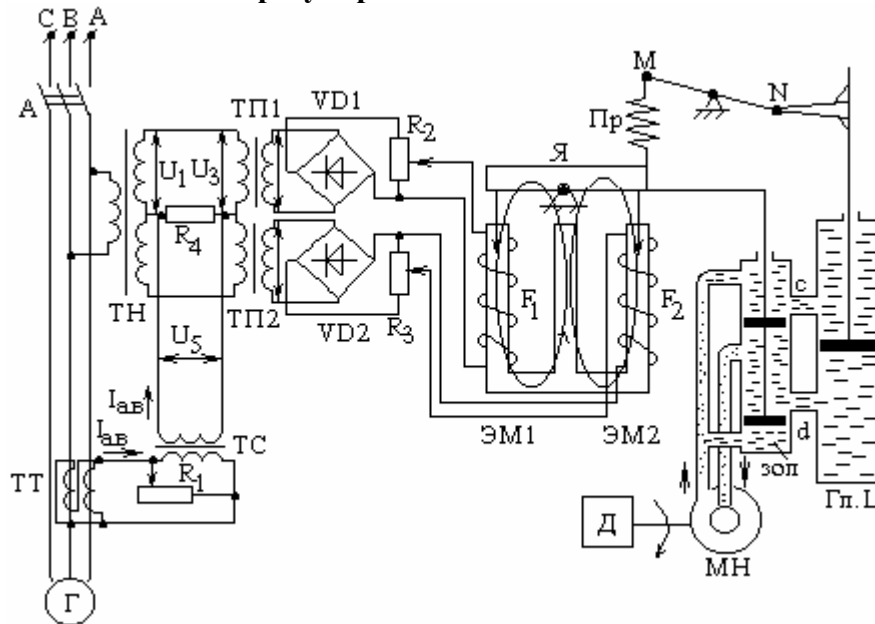 С В А
А
ТП1
VD1
R2
U1 U3
R4
ТН
ТП2
VD2
R3
U5
Iав
Iав
ТС
R1
ТТ
Г
М
N
Пр
Я
F1
F2
ЭМ1
ЭМ2
с
d
зол
Гл. Ц
Д
МН